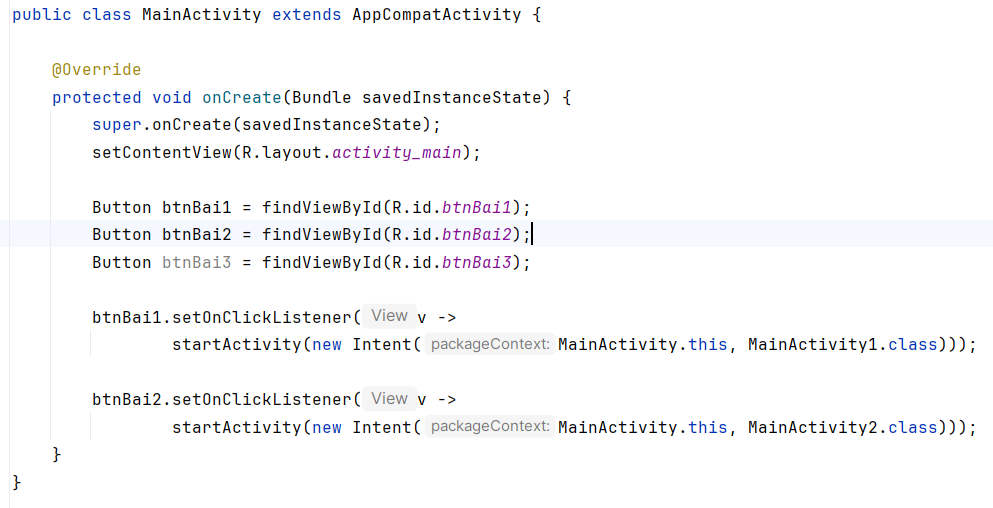 public class MainActivity extends AppCompatActivity {
@Override
protected void onCreate(Bundle savedInstanceState) {
super.onCreate(savedInstanceState);
setContentView(R.layout.activity_main);
Button btnBai1 = findViewById(R.id.btnBai1);
Button btnBai2 = findViewById(R.id.btnBai2);
Button btnBai3 = findViewById(R.id.btnBai3);
btnBai1.setOnClickListener( View v ->
startActivity(new Intent( packageContext: MainActivity.this, MainActivity1.class)));
btnBai2.setOnClickListener( View v ->
startActivity(new Intent( packageContext: MainActivity.this, MainActivity2.class)));
}
}